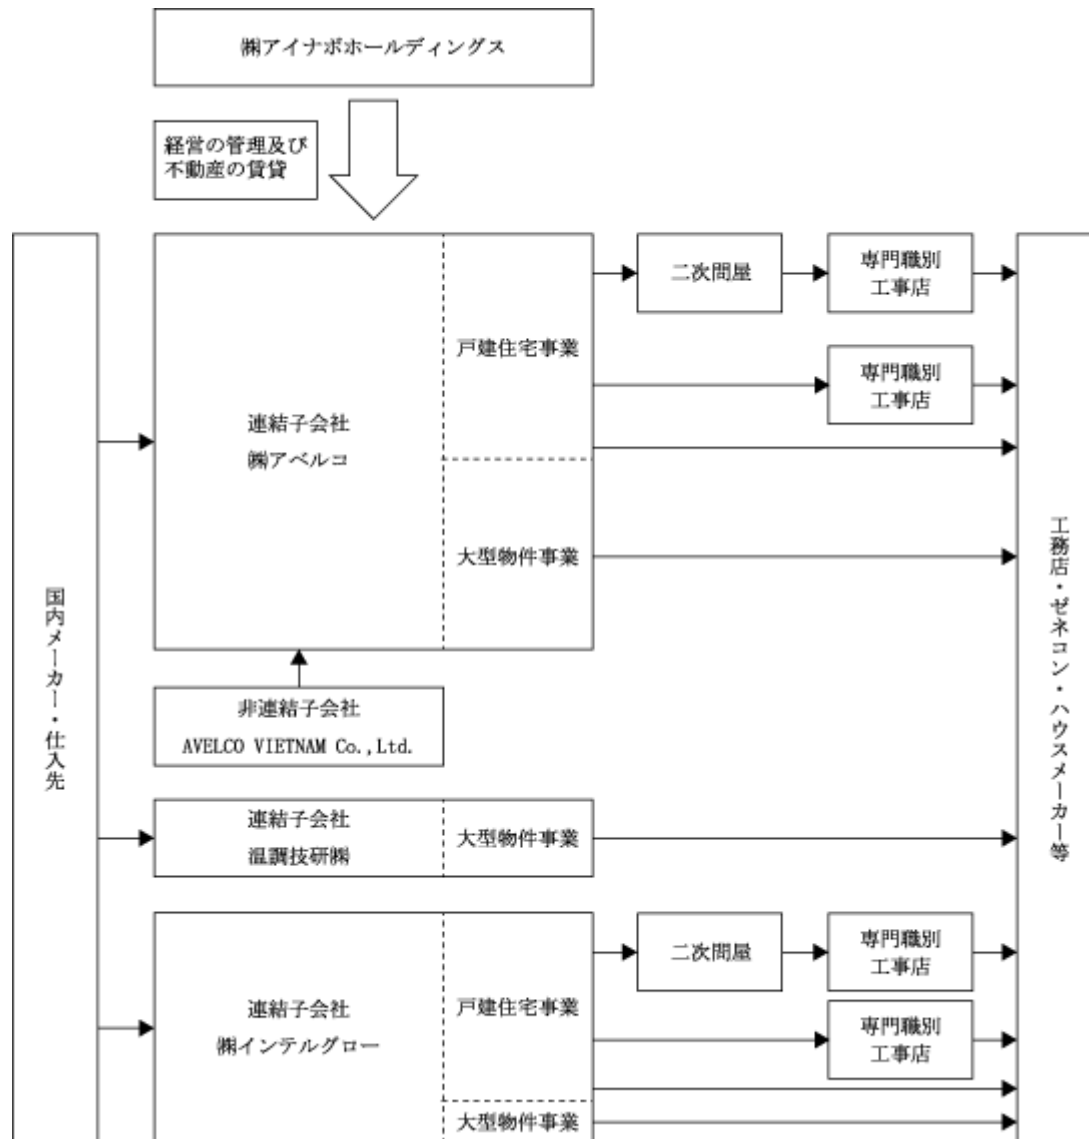 ㈱アイナボホールディングス
経営の管理及び
不動産の賃貸
国内メーカー・仕入先
連結子会社
㈱アベルコ
戸建住宅事業
大型物件事業
二次問屋
専門職別
工事店
専門職別
工事店
工務店・ゼネコン・ハウスメーカー等
非連結子会社
AVELCO VIETNAM Co.,Ltd.
連結子会社
温調技研㈱
大型物件事業
連結子会社
㈱インテルグロー
戸建住宅事業
大型物件事業
二次問屋
専門職別
工事店
専門職別
工事店